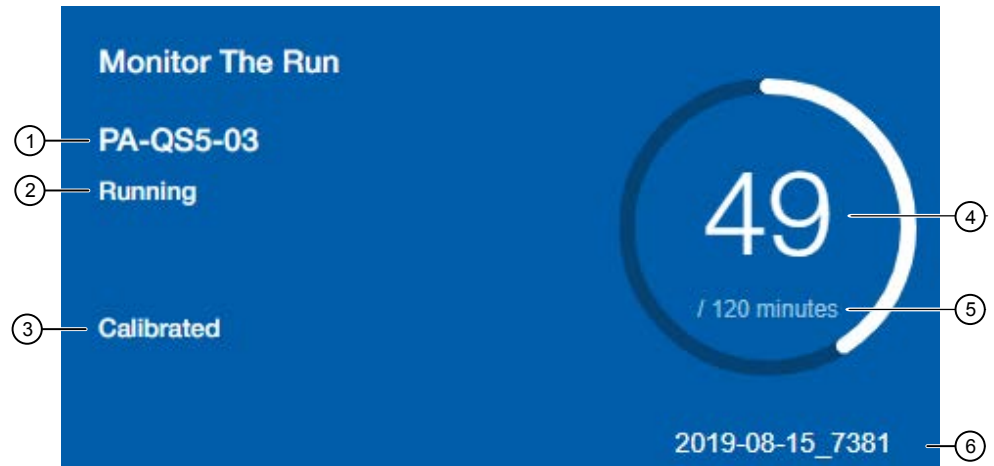 Monitor The Run
1 PA-QS5-03
2 Running
49 4
/ 120 minutes 5
3 Calibrated
2019-08-15_7381 6